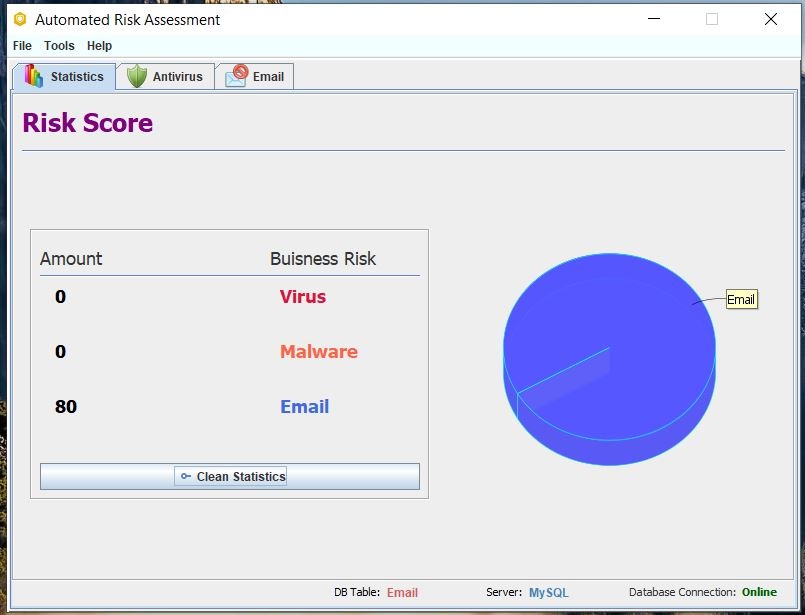 Automated Risk Assessment
File Tools Help
Statistics Antivirus Email
Risk Score
Amount Buisness Risk
0 Virus
0 Malware
80 Email
Email
Clean Statistics
DB Table: Email Server: MySQL Database Connection: Online